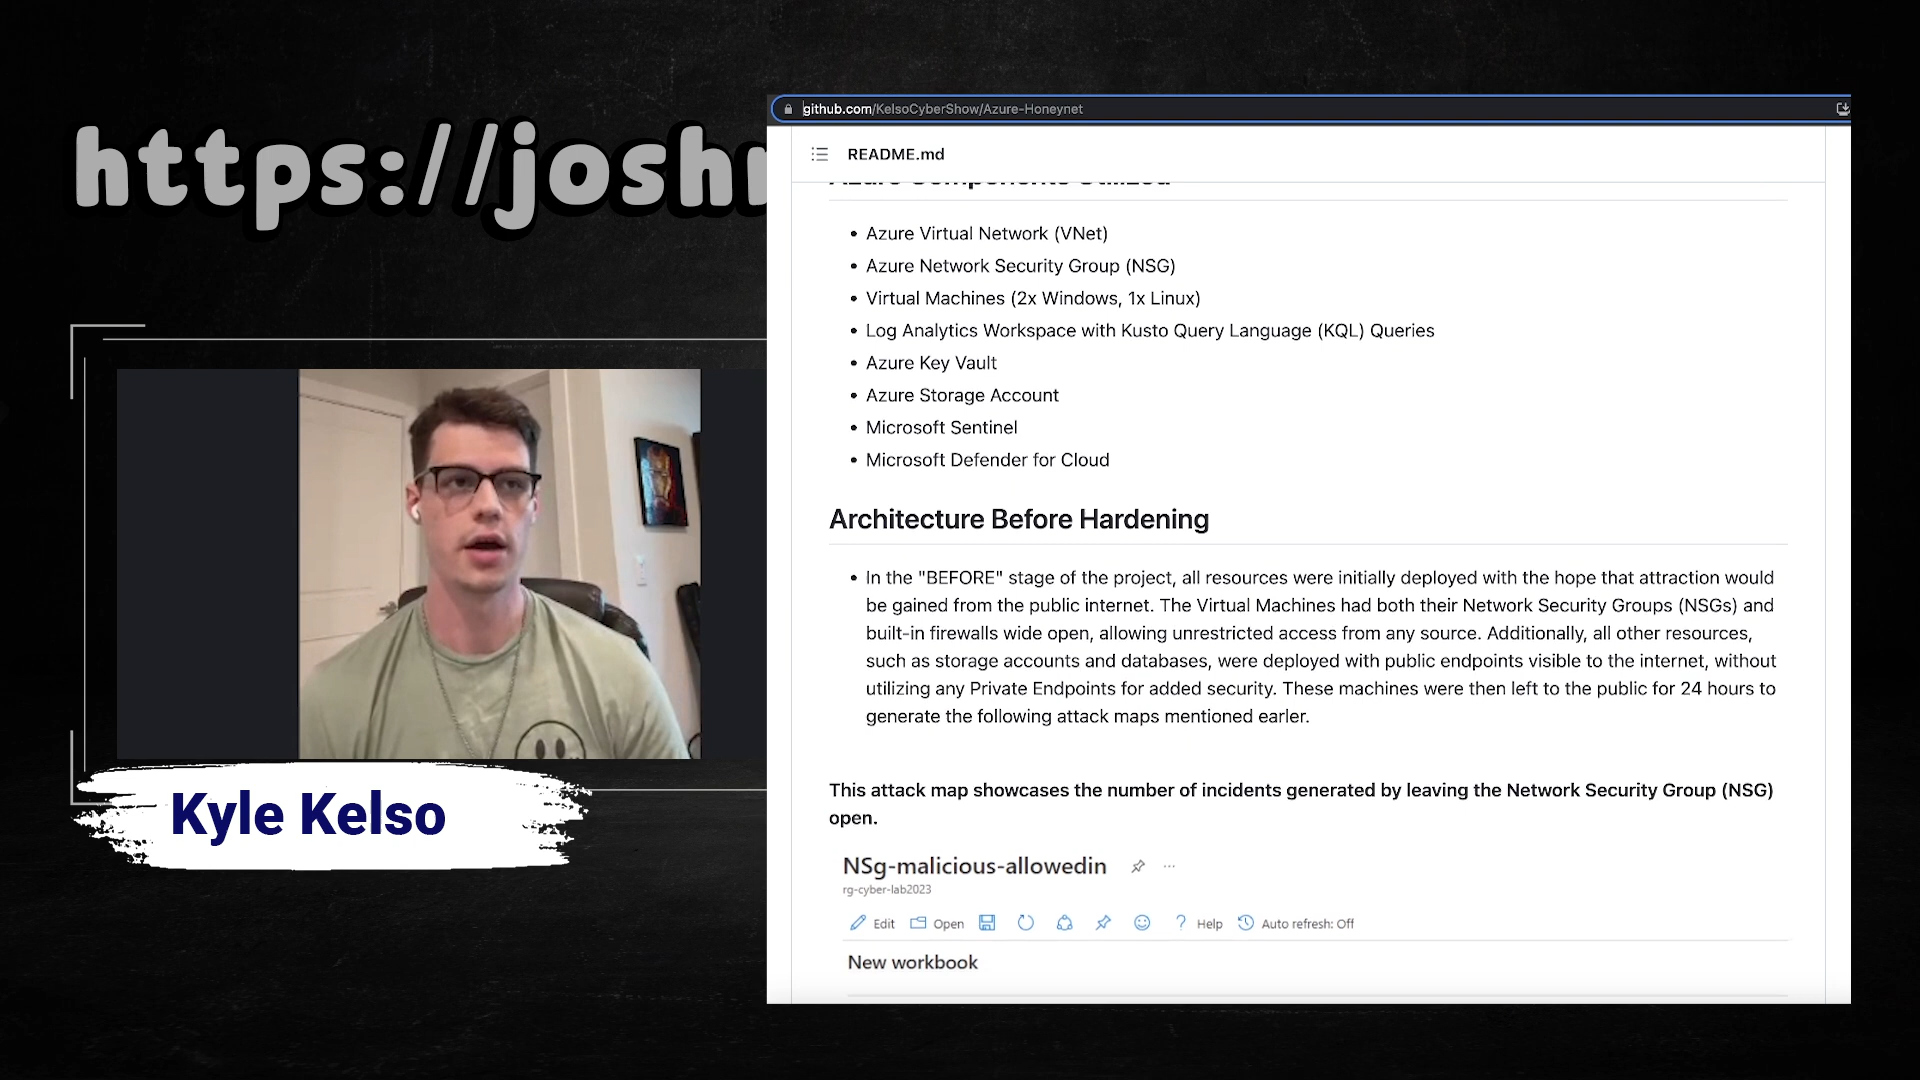 https://josh
github.com/KelsoCyberShow/Azure-Honeynet
README.md
Azure Components Utilized
• Azure Virtual Network (VNet)
• Azure Network Security Group (NSG)
• Virtual Machines (2x Windows, 1x Linux)
• Log Analytics Workspace with Kusto Query Language (KQL) Queries
• Azure Key Vault
• Azure Storage Account
• Microsoft Sentinel
• Microsoft Defender for Cloud
Architecture Before Hardening
• In the "BEFORE" stage of the project, all resources were initially deployed with the hope that attraction would
be gained from the public internet. The Virtual Machines had both their Network Security Groups (NSGs) and
built-in firewalls wide open, allowing unrestricted access from any source. Additionally, all other resources,
such as storage accounts and databases, were deployed with public endpoints visible to the internet, without
utilizing any Private Endpoints for added security. These machines were then left to the public for 24 hours to
generate the following attack maps mentioned earler.
This attack map showcases the number of incidents generated by leaving the Network Security Group (NSG)
open.
NSg-malicious-allowedin
rg-cyber-lab2023
Edit Open ? Help Auto refresh: Off
New workbook
Kyle Kelso